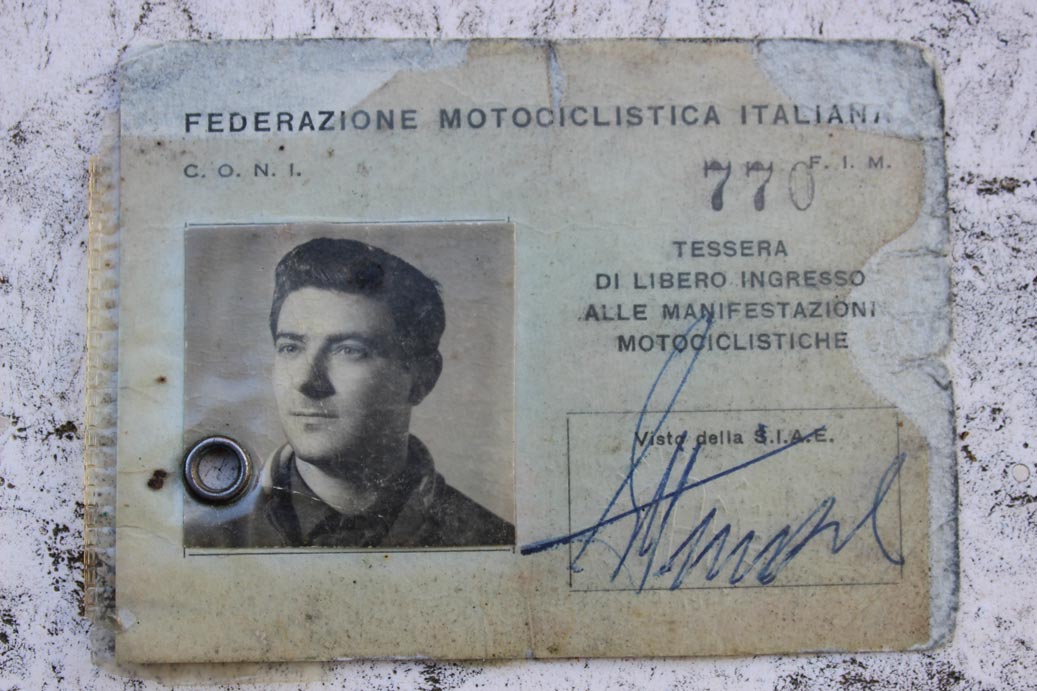 FEDERAZIONE MOTOCICLISTICA ITALIANA
C. O. N. I.
F. I. M.
770
TESSERA
DI LIBERO INGRESSO
ALLE MANIFESTAZIONI
MOTOCICLISTICHE
Visto della S.I.A.E.